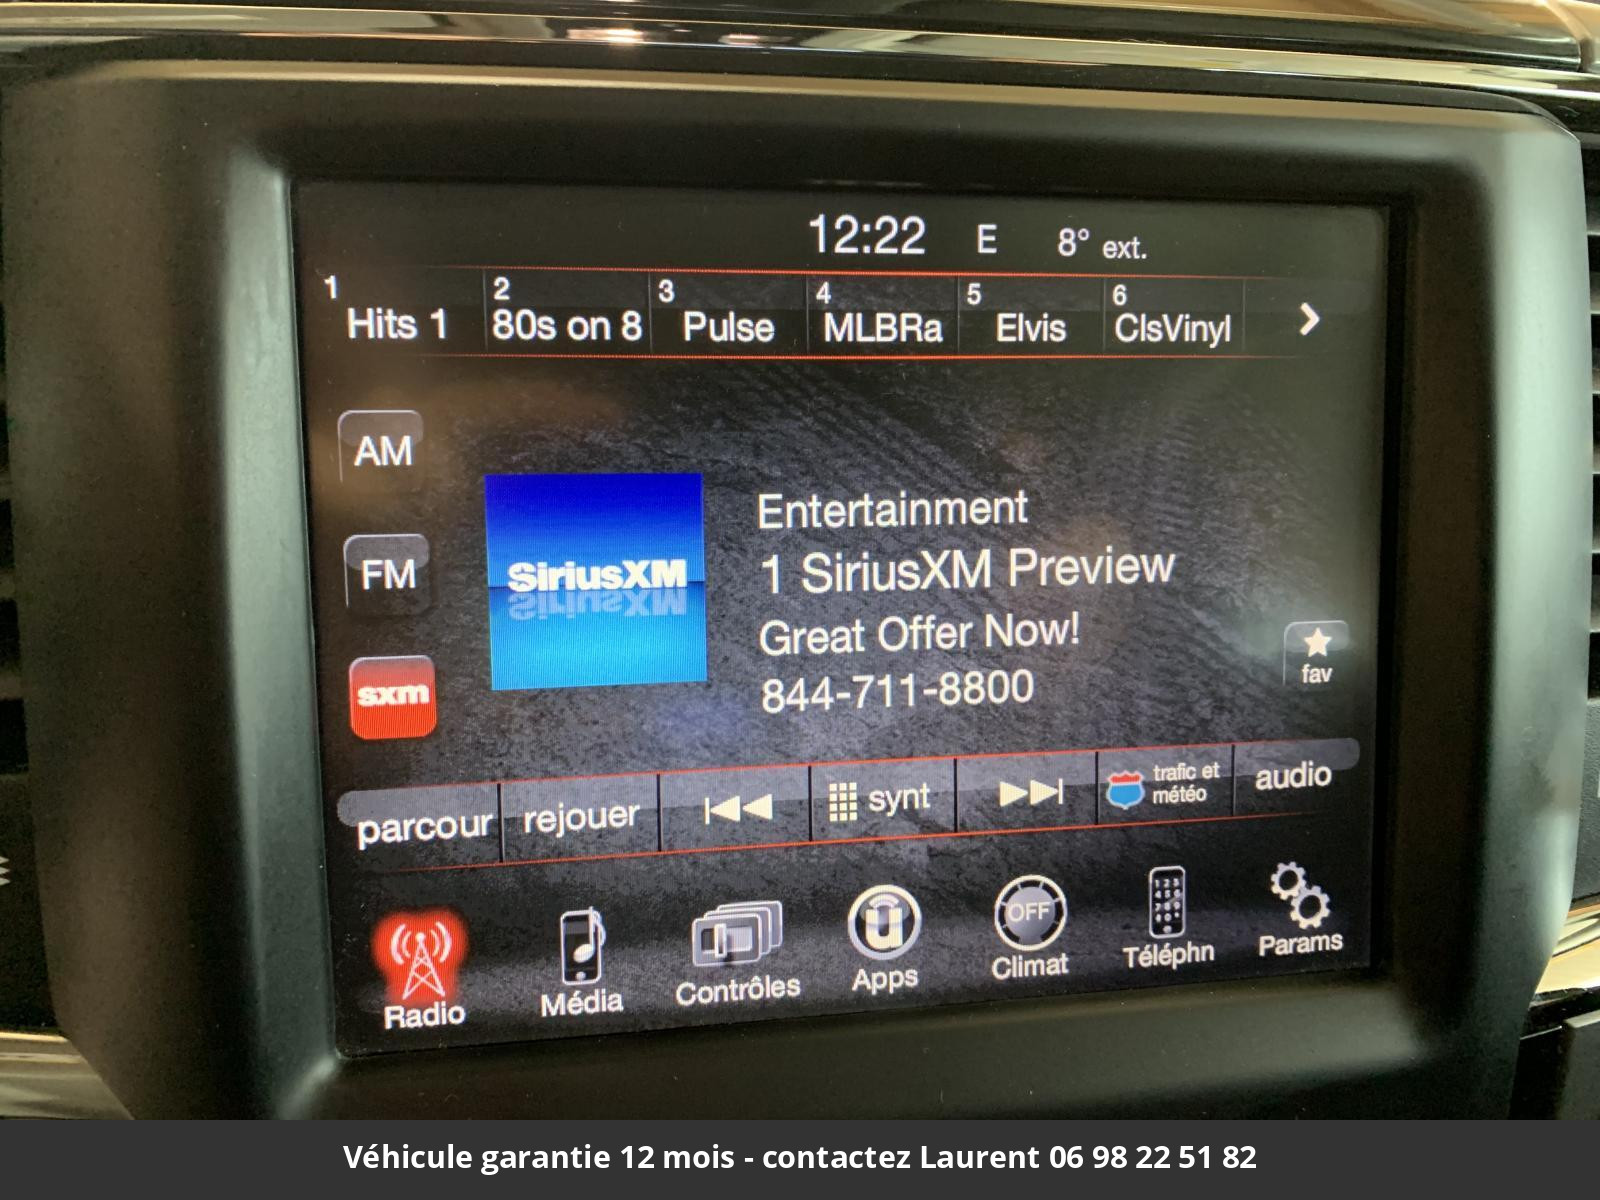 12:22 E 8° ext.
1 Hits 1 2 80s on 8 3 Pulse 4 MLBRa 5 Elvis 6 ClsVinyl
AM
FM
sxm
SiriusXM
Entertainment
1 SiriusXM Preview
Great Offer Now!
844-711-8800
fav
parcour rejouer synt trafic et météo audio
OFF
Radio Média Contrôles Apps Climat Téléphn Params
Véhicule garantie 12 mois - contactez Laurent 06 98 22 51 82